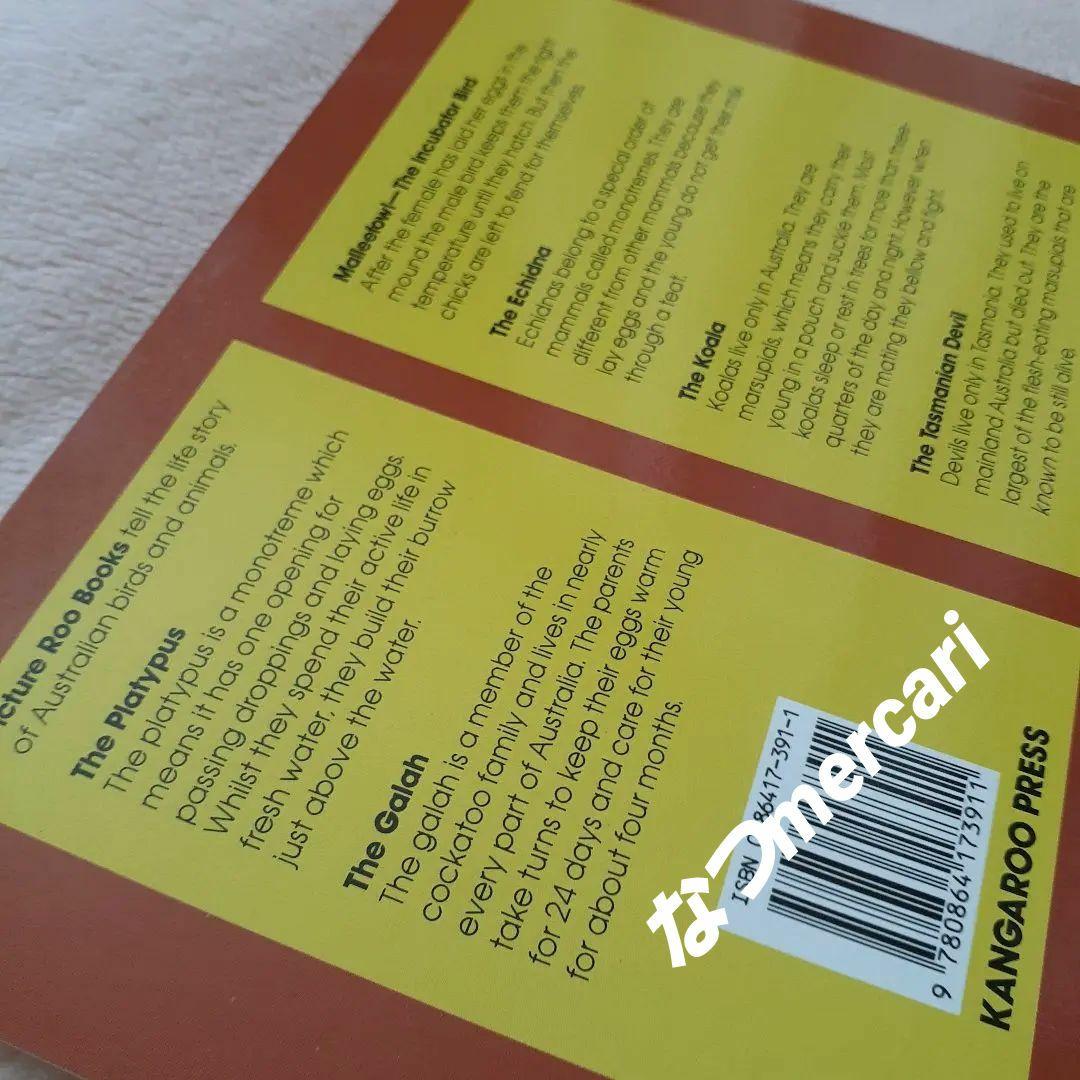 icture Roo Books tell the life story
of Australian birds and animals.
The Platypus
The platypus is a monotreme which
means it has one opening for
passing droppings and laying eggs.
Whilst they spend their active life in
fresh water, they build their burrow
just above the water.
The Galah
The galah is a member of the
cockatoo family and lives in nearly
every part of Australia. The parents
take turns to keep their eggs warm
for 24 days and care for their young
for about four months.
ISBN 0 86417-391-1
9 780864 173911
KANGAROO PRESS
Malleefowl—The Incubator Bird
After the female has laid her eggs in the
mound the male bird keeps them the right
temperature until they hatch. But then the
chicks are left to fend for themselves.
The Echidna
Echidnas belong to a special order of
mammals called monotremes. They are
different from other mammals because they
lay eggs and the young do not get their milk
through a teat.
The Koala
Koalas live only in Australia. They are
marsupials, which means they carry their
young in a pouch and suckle them. Most
koalas sleep or rest in trees for more than three-
quarters of the day and night. However when
they are mating they bellow and fight.
The Tasmanian Devil
Devils live only in Tasmania. They used to live on
mainland Australia but died out. They are the
largest of the flesh-eating marsupials that are
known to be still alive.
なつmercari